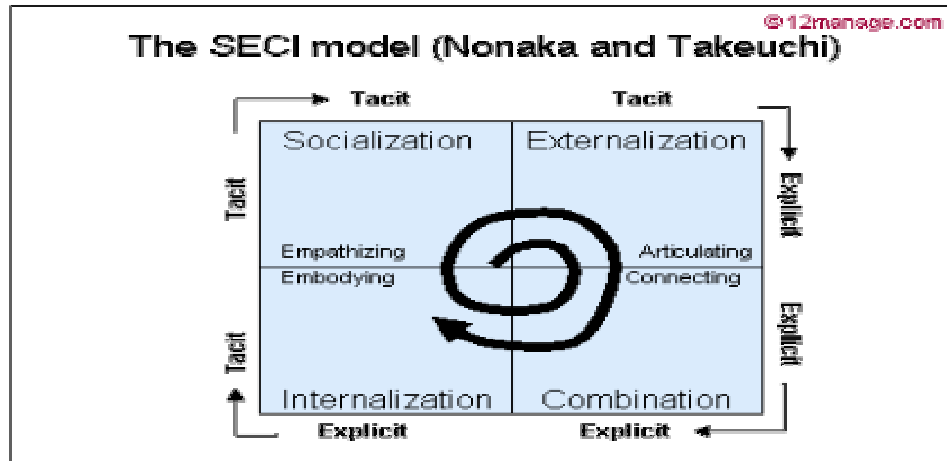 ©12manage.com
The SECI model (Nonaka and Takeuchi)
Tacit
Tacit
Socialization
Externalization
Tacit
Explicit
Empathizing
Articulating
Embodying
Connecting
Tacit
Explicit
Internalization
Combination
Explicit
Explicit